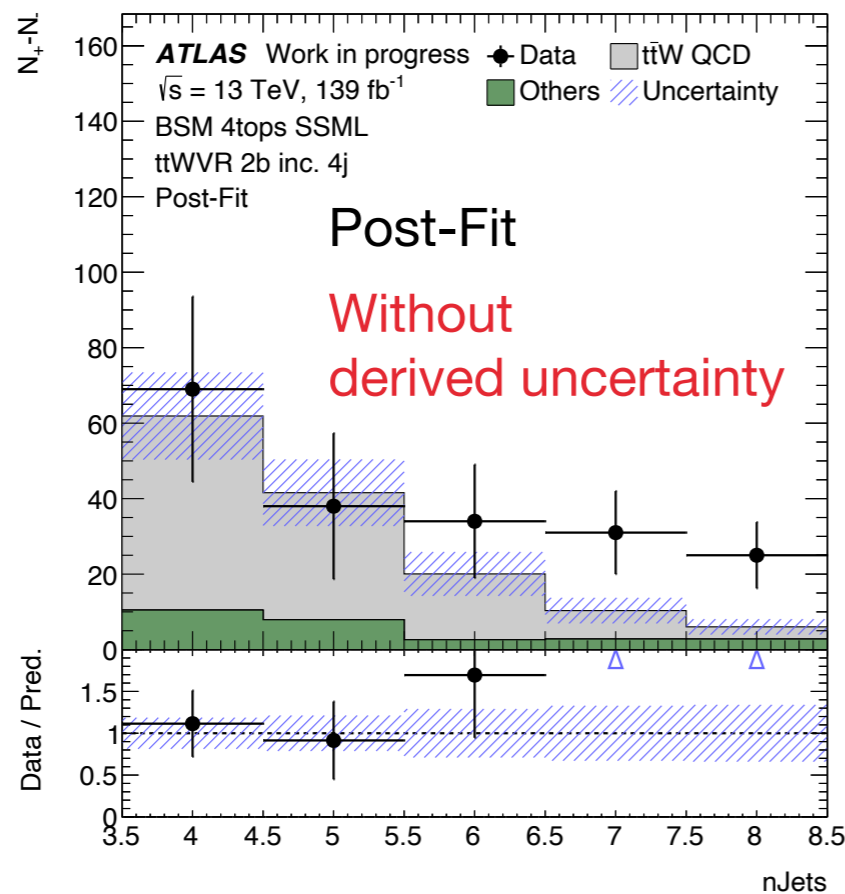 N₊-N₋
160
140
120
100
80
60
40
20
0
ATLAS Work in progress
√s = 13 TeV, 139 fb⁻¹
BSM 4tops SSML
ttWVR 2b inc. 4j
Post-Fit
Data
tt̄W QCD
Others
Uncertainty
Post-Fit
Without
derived uncertainty
Data / Pred.
1.5
1
0.5
0
3.5 4 4.5 5 5.5 6 6.5 7 7.5 8 8.5
nJets